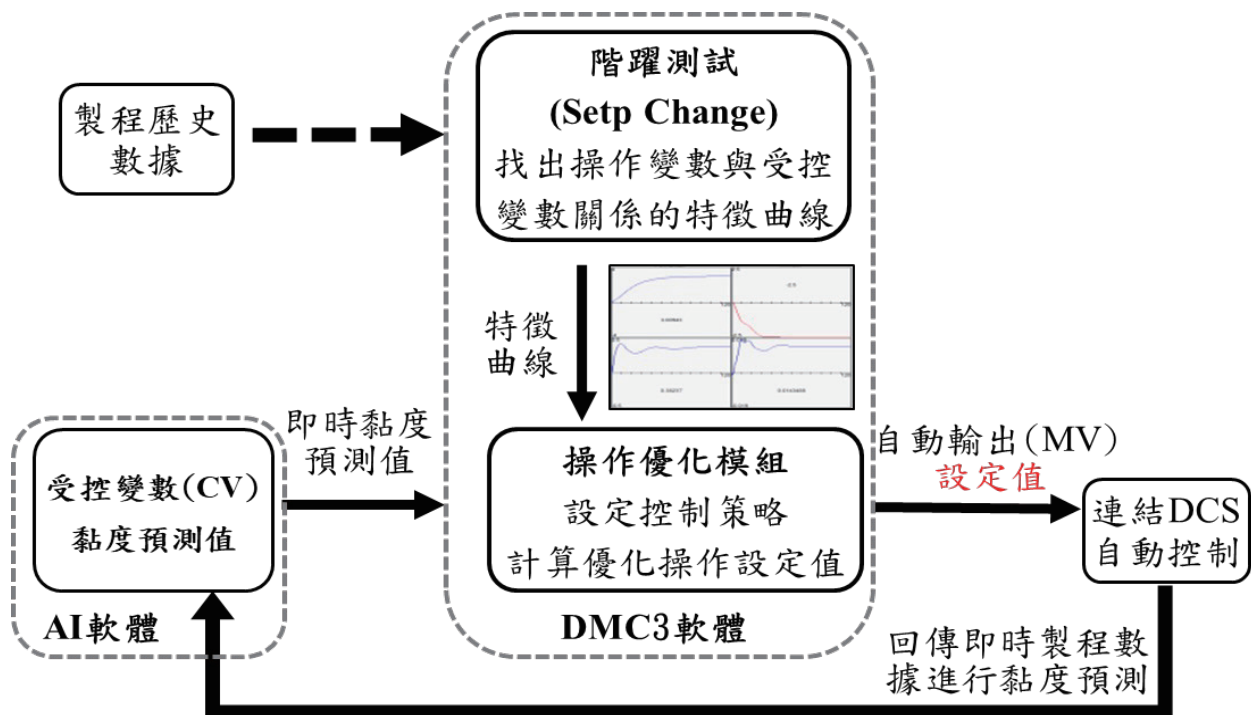 階躍測試
(Setp Change)
找出操作變數與受控
變數關係的特徵曲線
製程歷史
數據
特徵
曲線
即時黏度
預測值
受控變數(CV)
黏度預測值
AI軟體
操作優化模組
設定控制策略
計算優化操作設定值
DMC3軟體
自動輸出(MV)
設定值
連結DCS
自動控制
回傳即時製程數
據進行黏度預測